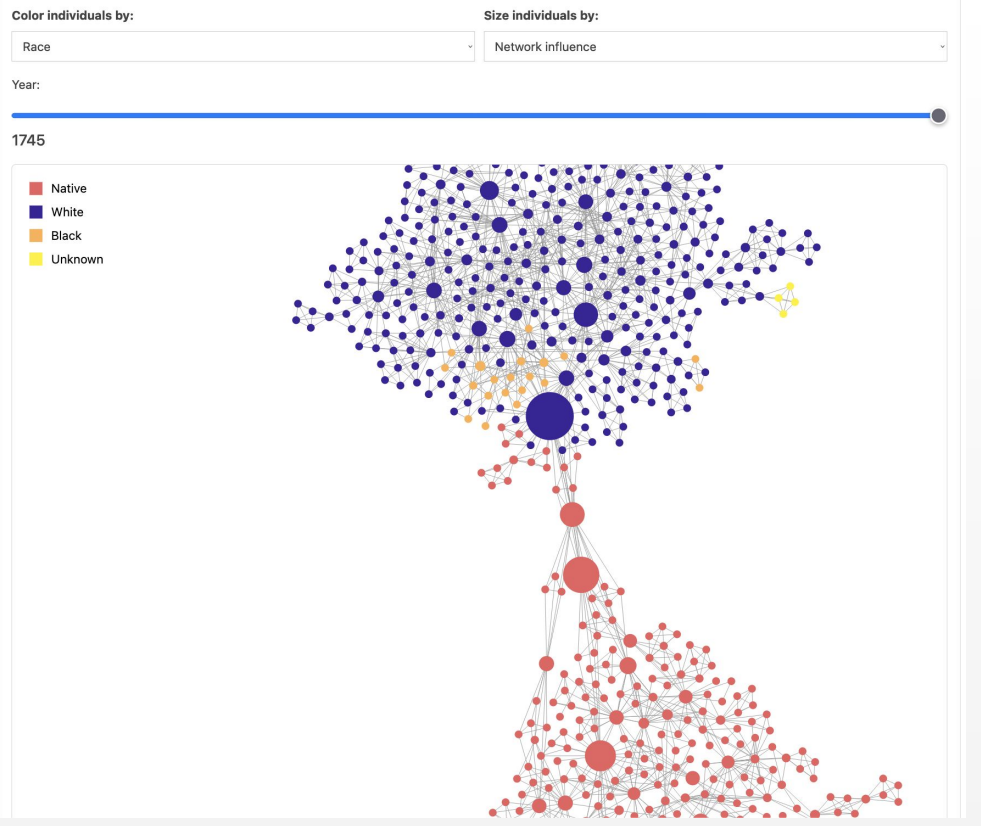 Color individuals by:
Size individuals by:
Race
Network influence
Year:
1745
Native
White
Black
Unknown